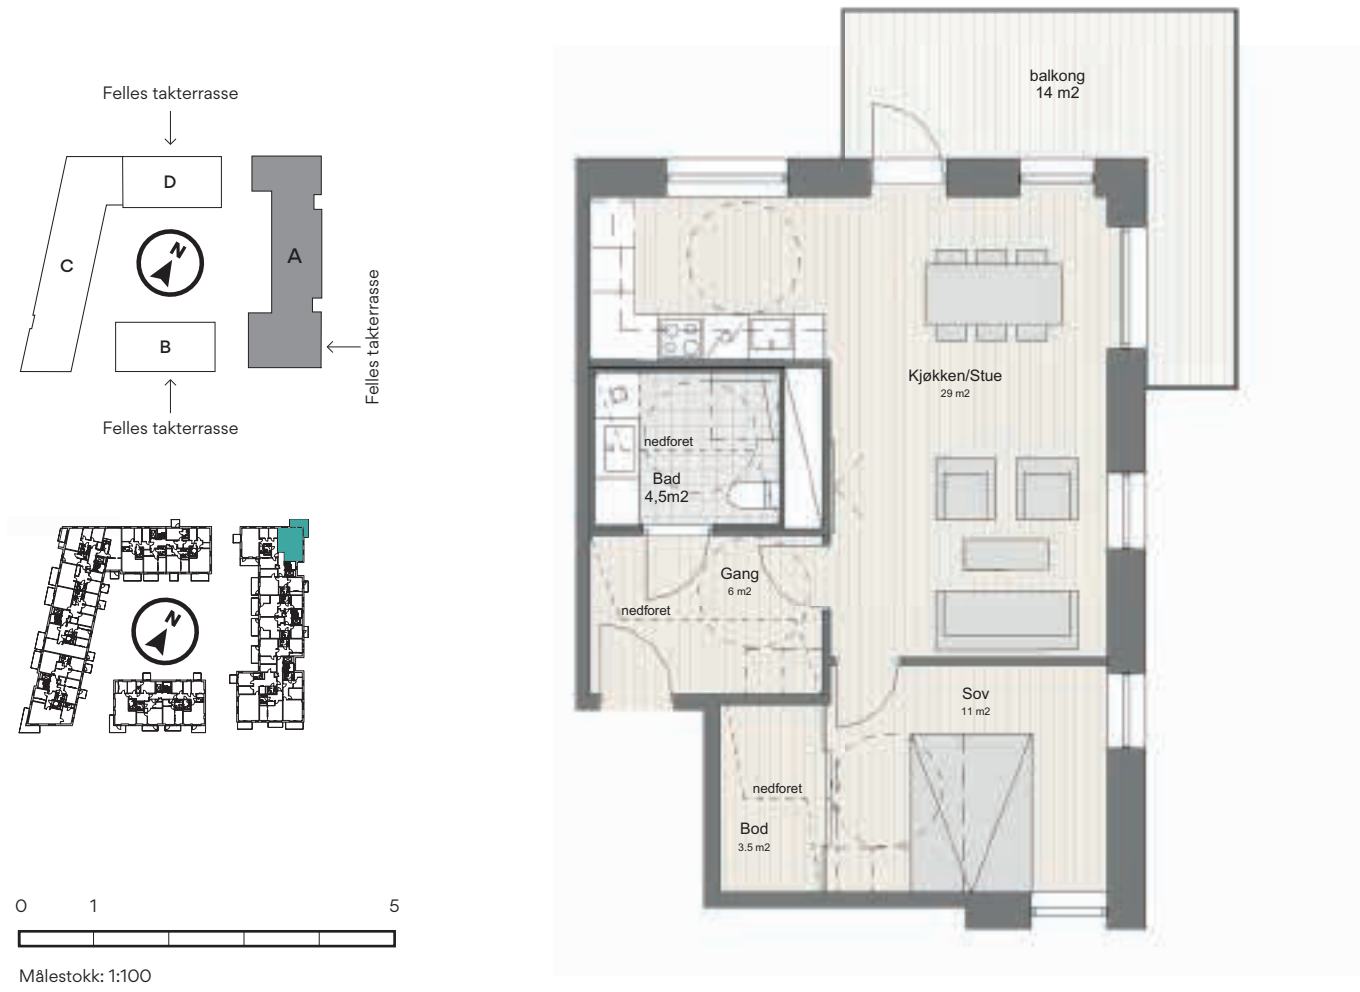 Felles takterrasse
D
C
N
A
B
Felles takterrasse
Felles takterrasse
N
0 1 5
Målestokk: 1:100
balkong
14 m2
Kjøkken/Stue
29 m2
nedforet
Bad
4,5m2
Gang
6 m2
nedforet
Sov
11 m2
nedforet
Bod
3.5 m2